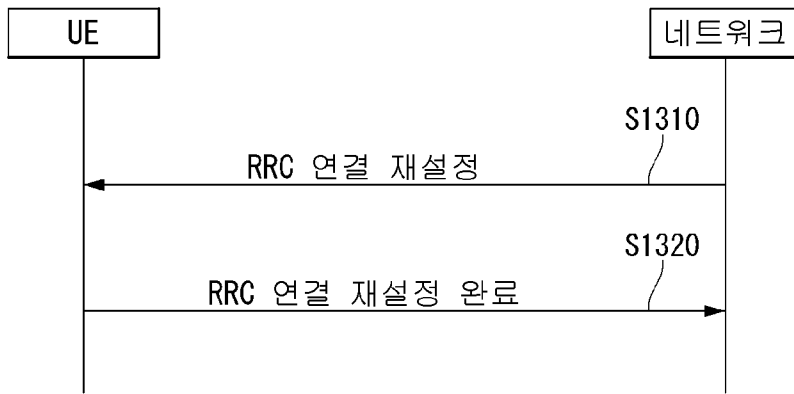 UE
네트워크
S1310
RRC 연결 재설정
S1320
RRC 연결 재설정 완료